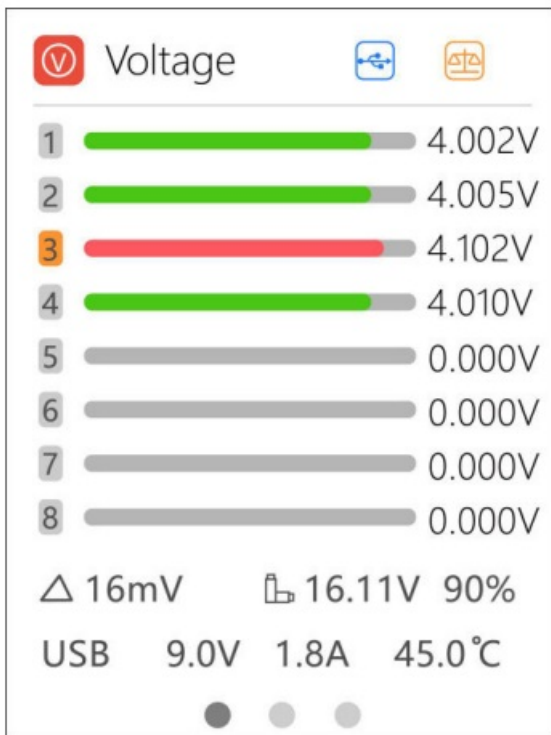 V Voltage
1 4.002V
2 4.005V
3 4.102V
4 4.010V
5 0.000V
6 0.000V
7 0.000V
8 0.000V
△ 16mV 16.11V 90%
USB 9.0V 1.8A 45.0℃